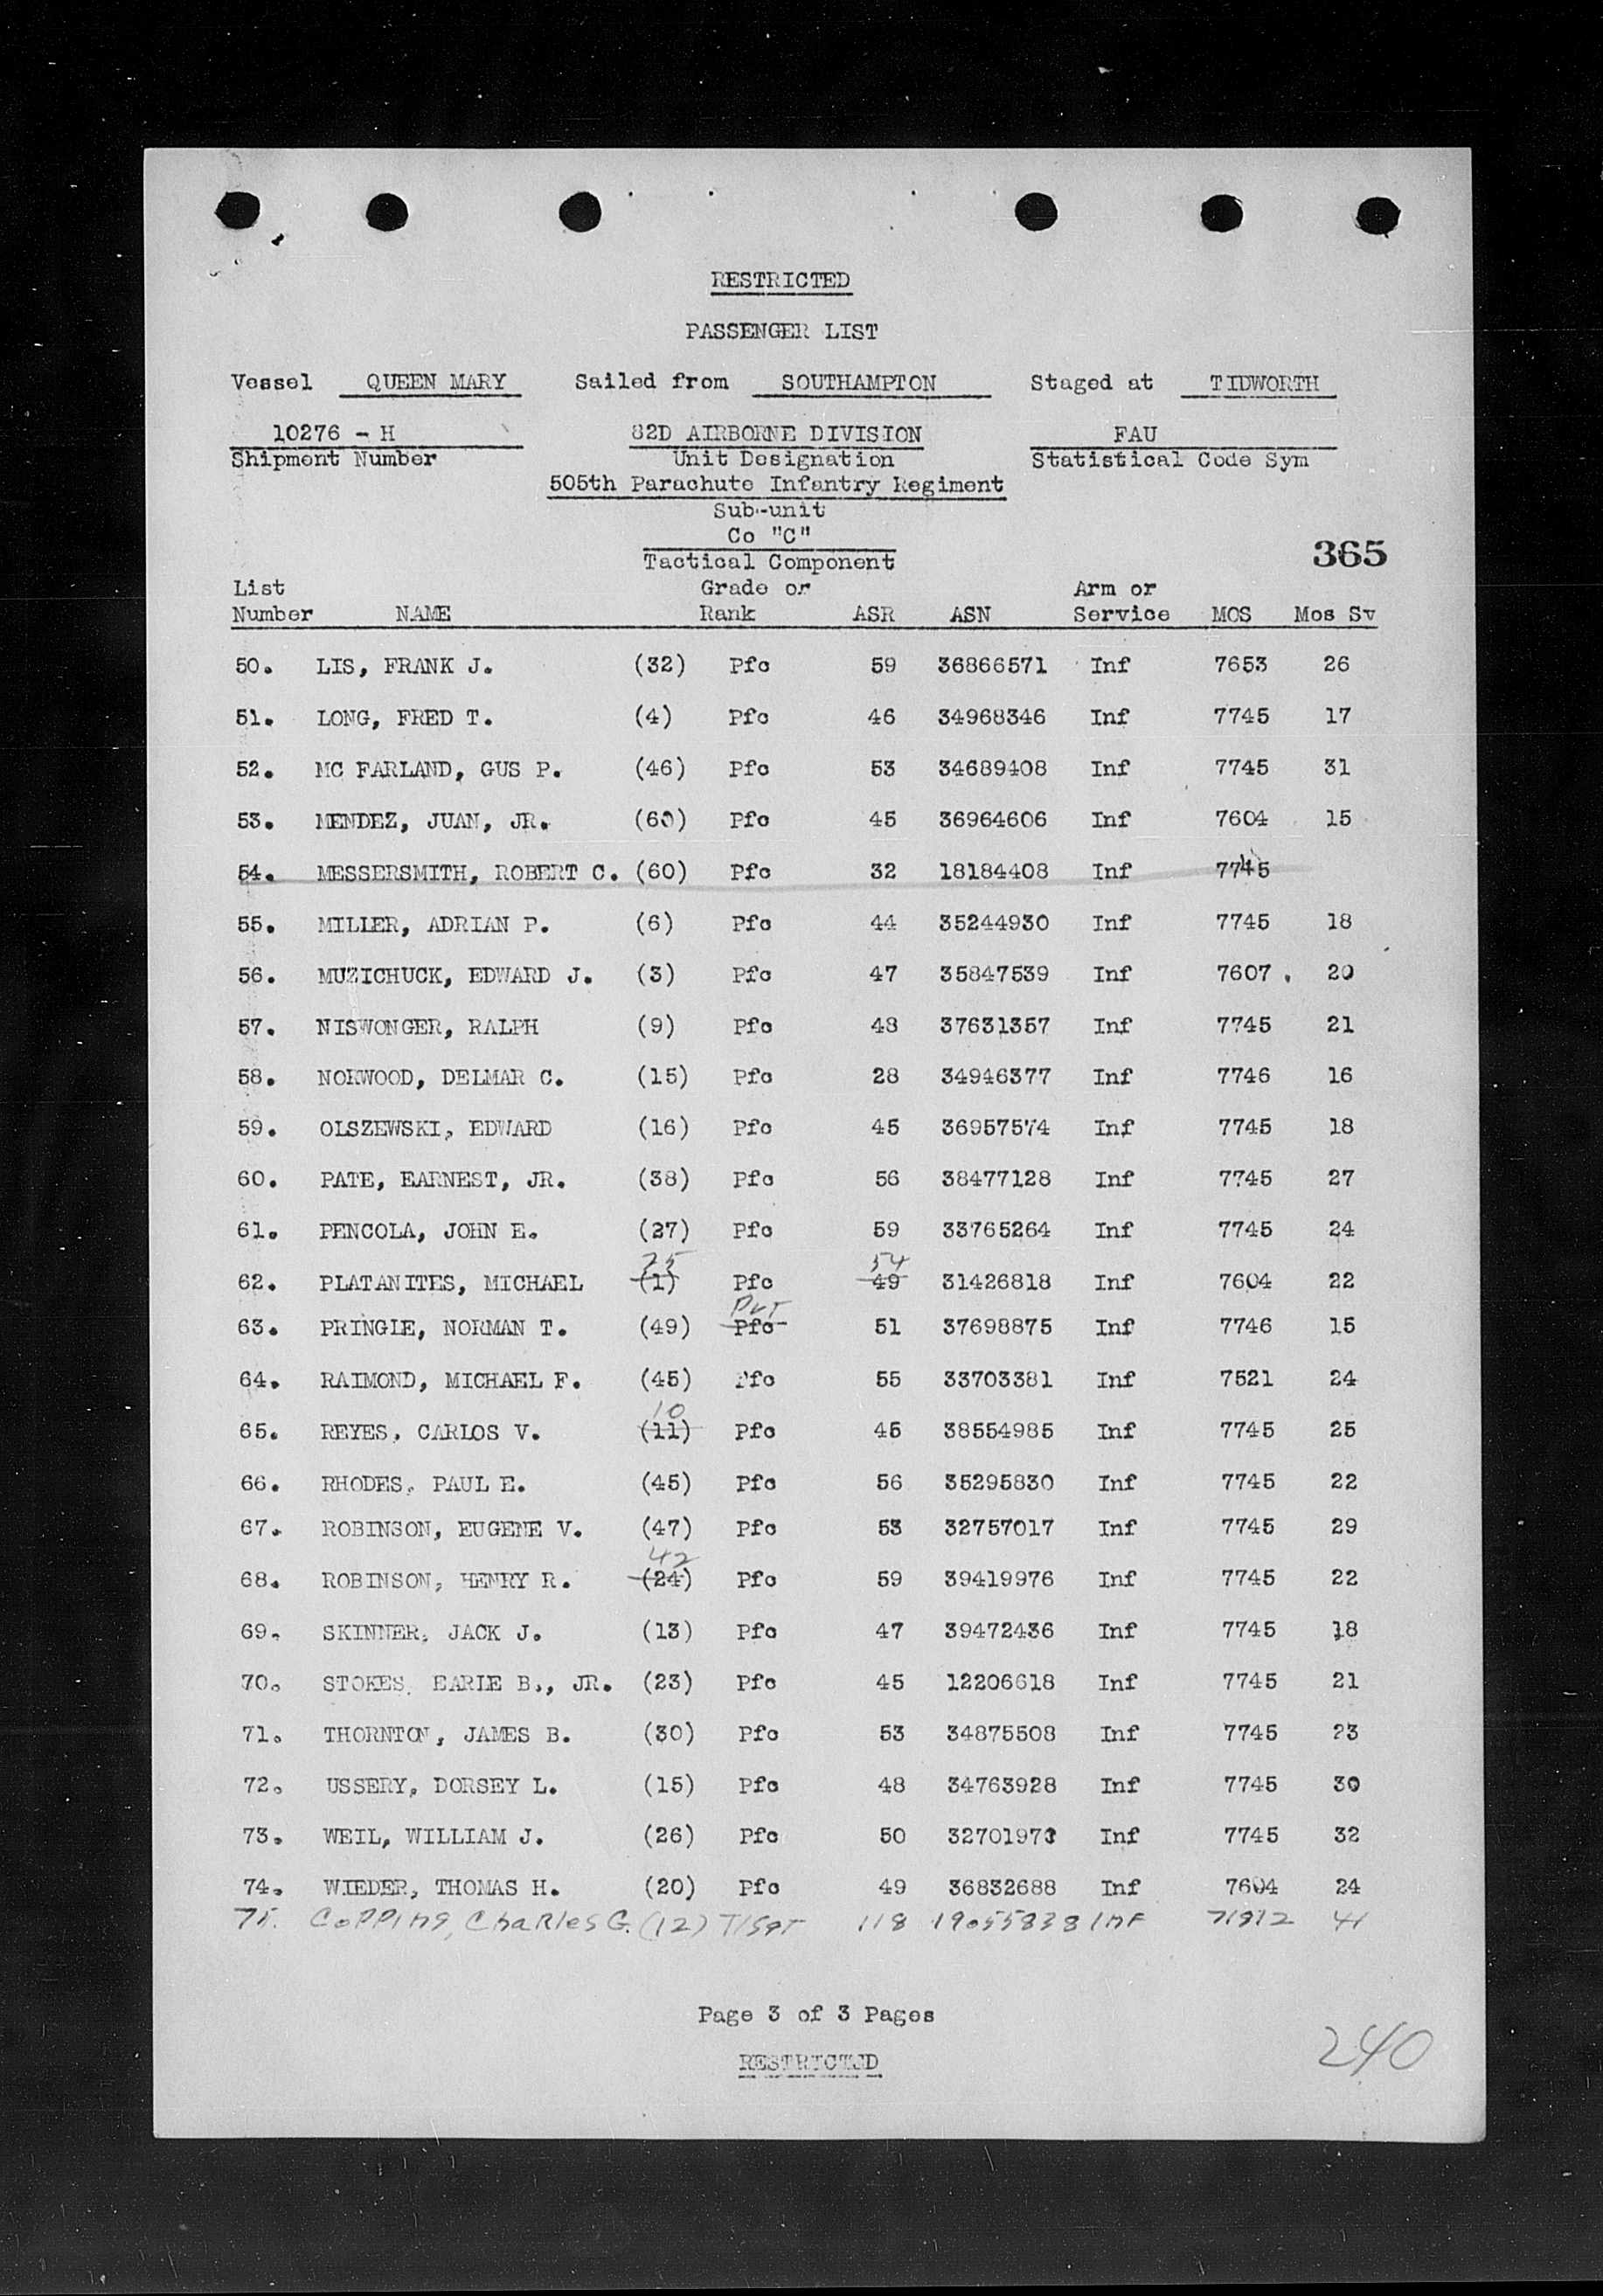 RESTRICTED
PASSENGER LIST
Vessel QUEEN MARY Sailed from SOUTHAMPTON Staged at TIDWORTH
10276 - H 82D AIRBORNE DIVISION FAU
Shipment Number Unit Designation Statistical Code Sym
505th Parachute Infantry Regiment
Sub-unit
Co "C"
365
Tactical Component
List Grade or Arm or
Number NAME Rank ASR ASN Service MOS Mos Sv
50. LIS, FRANK J. (32) Pfc 59 36866571 Inf 7653 26
51. LONG, FRED T. (4) Pfc 46 34968346 Inf 7745 17
52. MC FARLAND, GUS P. (46) Pfc 53 34689408 Inf 7745 31
53. MENDEZ, JUAN, JR. (60) Pfc 45 36964606 Inf 7604 15
54. MESSERSMITH, ROBERT C. (60) Pfc 32 18184408 Inf 7745
55. MILLER, ADRIAN P. (6) Pfc 44 35244930 Inf 7745 18
56. MUZICHUCK, EDWARD J. (3) Pfc 47 35847539 Inf 7607 20
57. NISWONGER, RALPH (9) Pfc 48 37631357 Inf 7745 21
58. NORWOOD, DELMAR C. (15) Pfc 28 34946377 Inf 7746 16
59. OLSZEWSKI, EDWARD (16) Pfc 45 36957574 Inf 7745 18
60. PATE, EARNEST, JR. (38) Pfc 56 38477128 Inf 7745 27
61. PENCOLA, JOHN E. (27) Pfc 59 33765264 Inf 7745 24
25 54
62. PLATANITES, MICHAEL (1) Pfc 49 31426818 Inf 7604 22
Pvt
63. PRINGLE, NORMAN T. (49) Pfc 51 37698875 Inf 7746 15
64. RAIMOND, MICHAEL F. (45) Pfc 55 33703381 Inf 7521 24
10
65. REYES, CARLOS V. (11) Pfc 45 38554985 Inf 7745 25
66. RHODES, PAUL E. (45) Pfc 56 35295830 Inf 7745 22
67. ROBINSON, EUGENE V. (47) Pfc 53 32757017 Inf 7745 29
42
68. ROBINSON, HENRY R. (24) Pfc 59 39419976 Inf 7745 22
69. SKINNER, JACK J. (13) Pfc 47 39472436 Inf 7745 18
70. STOKES, EARLE B., JR. (23) Pfc 45 12206618 Inf 7745 21
71. THORNTON, JAMES B. (30) Pfc 53 34875508 Inf 7745 23
72. USSERY, DORSEY L. (15) Pfc 48 34763928 Inf 7745 30
73. WEIL, WILLIAM J. (26) Pfc 50 32701973 Inf 7745 32
74. WIEDER, THOMAS H. (20) Pfc 49 36832688 Inf 7604 24
75. COPPING, CHARLES G. (12) T/Sgt 118 19055838 INF 41
Page 3 of 3 Pages
RESTRICTED
240